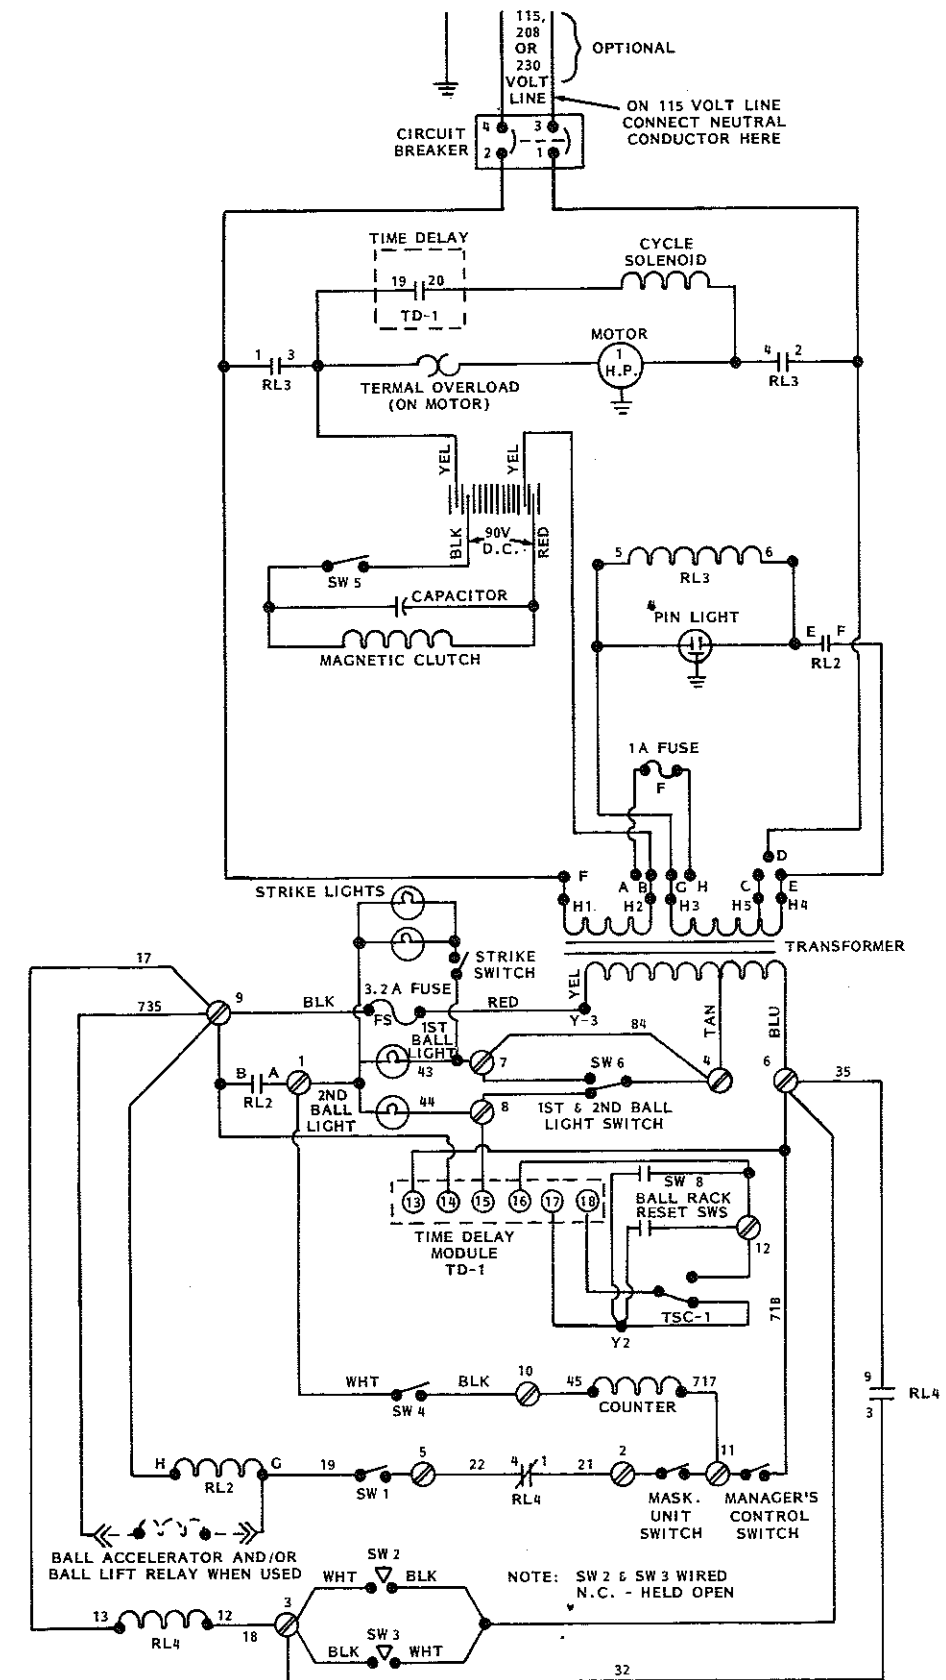 115,
208
OR
230
VOLT
LINE
OPTIONAL
ON 115 VOLT LINE
CONNECT NEUTRAL
CONDUCTOR HERE
CIRCUIT
BREAKER
4 3
2 1
TIME DELAY
19 20
TD-1
CYCLE
SOLENOID
MOTOR
1
H.P.
1 3
RL3
TERMAL OVERLOAD
(ON MOTOR)
4 2
RL3
YEL YEL
BLK 90V RED
D.C.
SW 5
CAPACITOR
MAGNETIC CLUTCH
5 6
RL3
PIN LIGHT
E F
RL2
1A FUSE
F
D
F A B G H C E
H1 H2 H3 H5 H4
TRANSFORMER
STRIKE LIGHTS
STRIKE
SWITCH
17
735
9
BLK
3.2A FUSE
FS
RED
YEL
Y-3
TAN
BLU
1ST
BALL
LIGHT
43
7
84
4
6
35
B A
RL2
1
2ND
BALL
LIGHT
44
8
SW 6
1ST & 2ND BALL
LIGHT SWITCH
13 14 15 16 17 18
TIME DELAY
MODULE
TD-1
SW 8
BALL RACK
RESET SWS
12
TSC-1
Y2
718
WHT
SW 4
BLK
10
45
717
COUNTER
9
RL4
3
H G
RL2
19
SW 1
5
22
4 1
RL4
21
2
11
MASK.
UNIT
SWITCH
MANAGER'S
CONTROL
SWITCH
BALL ACCELERATOR AND/OR
BALL LIFT RELAY WHEN USED
SW 2
WHT BLK
NOTE: SW 2 & SW 3 WIRED
N.C. - HELD OPEN
13 12
RL4
18
3
SW 3
BLK WHT
32